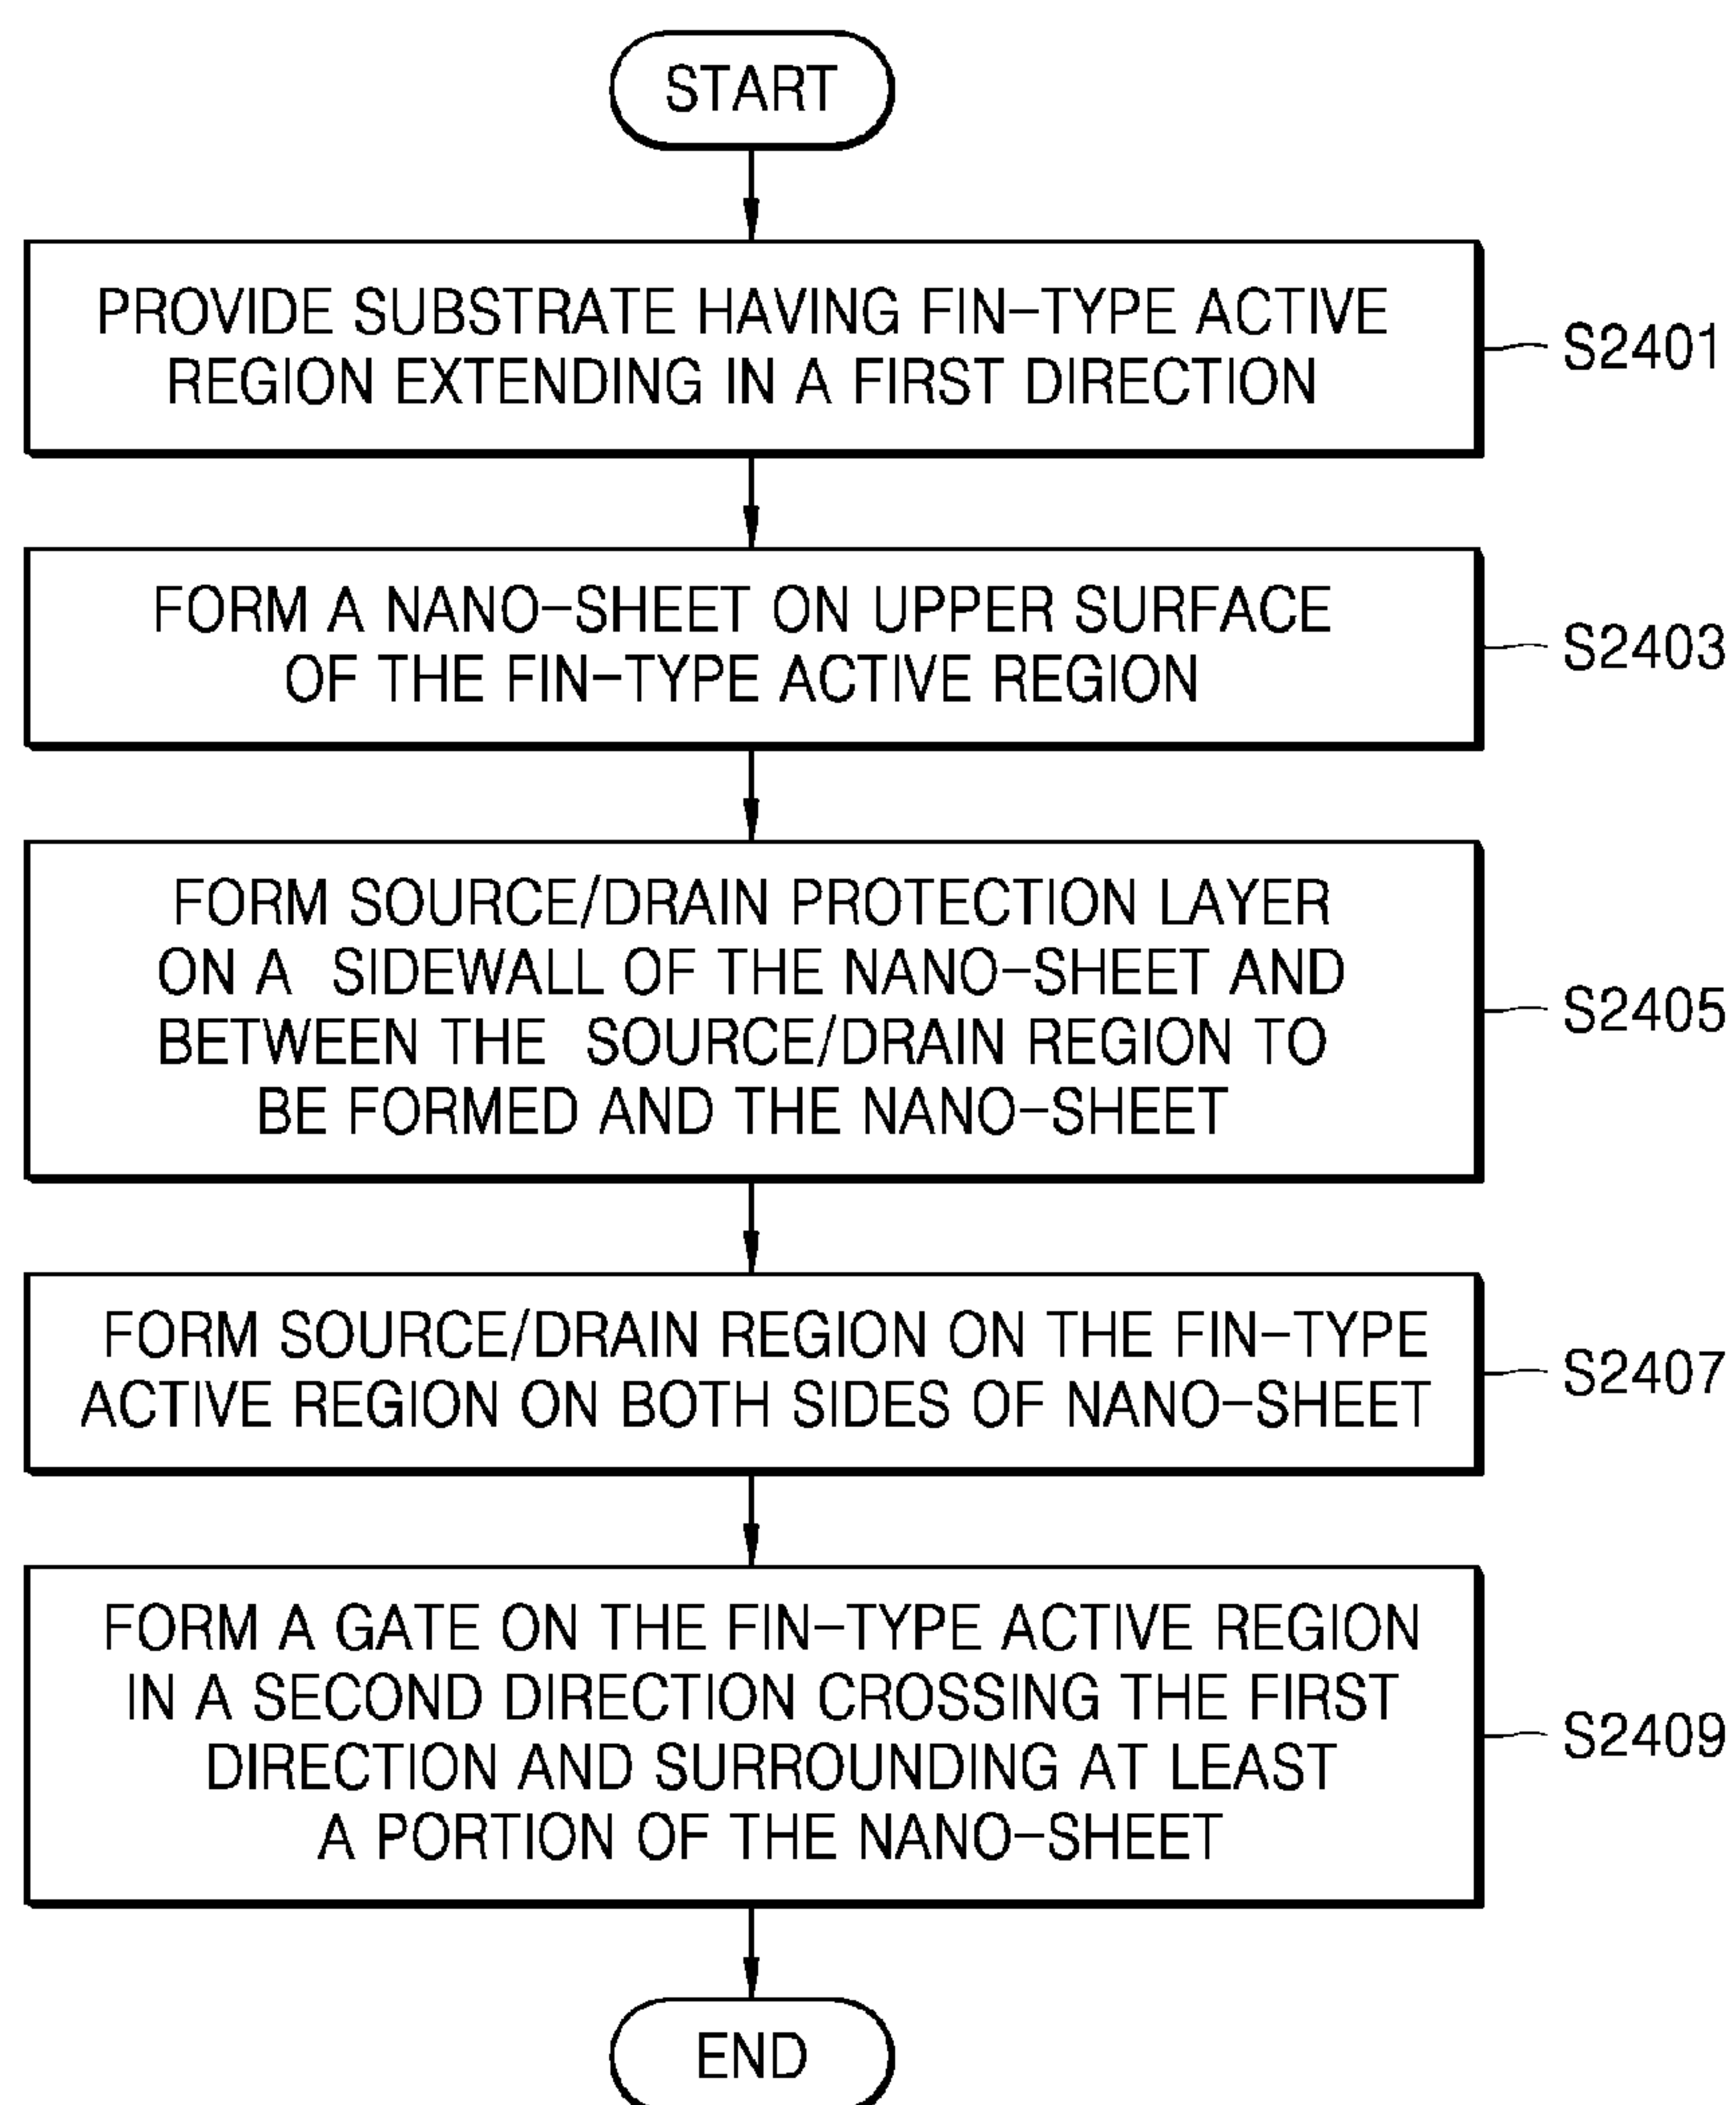 START
PROVIDE SUBSTRATE HAVING FIN-TYPE ACTIVE
REGION EXTENDING IN A FIRST DIRECTION
S2401
FORM A NANO-SHEET ON UPPER SURFACE
OF THE FIN-TYPE ACTIVE REGION
S2403
FORM SOURCE/DRAIN PROTECTION LAYER
ON A SIDEWALL OF THE NANO-SHEET AND
BETWEEN THE SOURCE/DRAIN REGION TO
BE FORMED AND THE NANO-SHEET
S2405
FORM SOURCE/DRAIN REGION ON THE FIN-TYPE
ACTIVE REGION ON BOTH SIDES OF NANO-SHEET
S2407
FORM A GATE ON THE FIN-TYPE ACTIVE REGION
IN A SECOND DIRECTION CROSSING THE FIRST
DIRECTION AND SURROUNDING AT LEAST
A PORTION OF THE NANO-SHEET
S2409
END